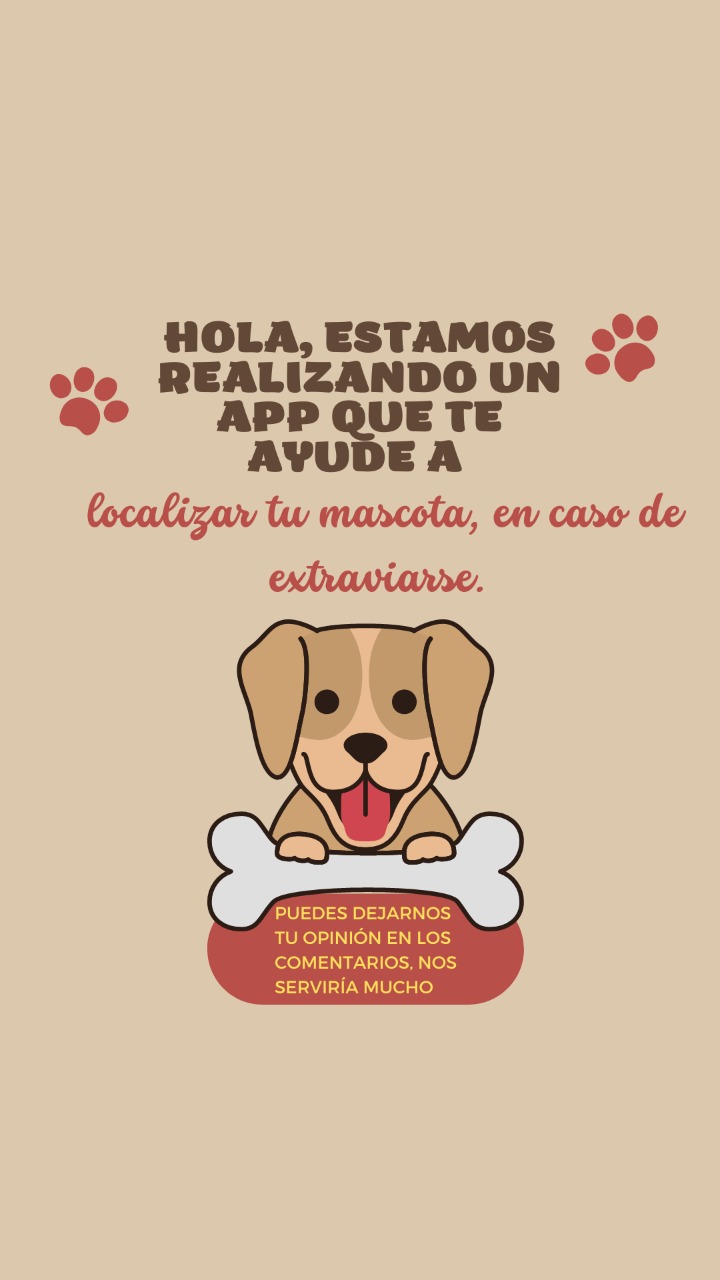 HOLA, ESTAMOS
REALIZANDO UN
APP QUE TE
AYUDE A
localizar tu mascota, en caso de
extraviarse.
PUEDES DEJARNOS
TU OPINIÓN EN LOS
COMENTARIOS, NOS
SERVIRÍA MUCHO